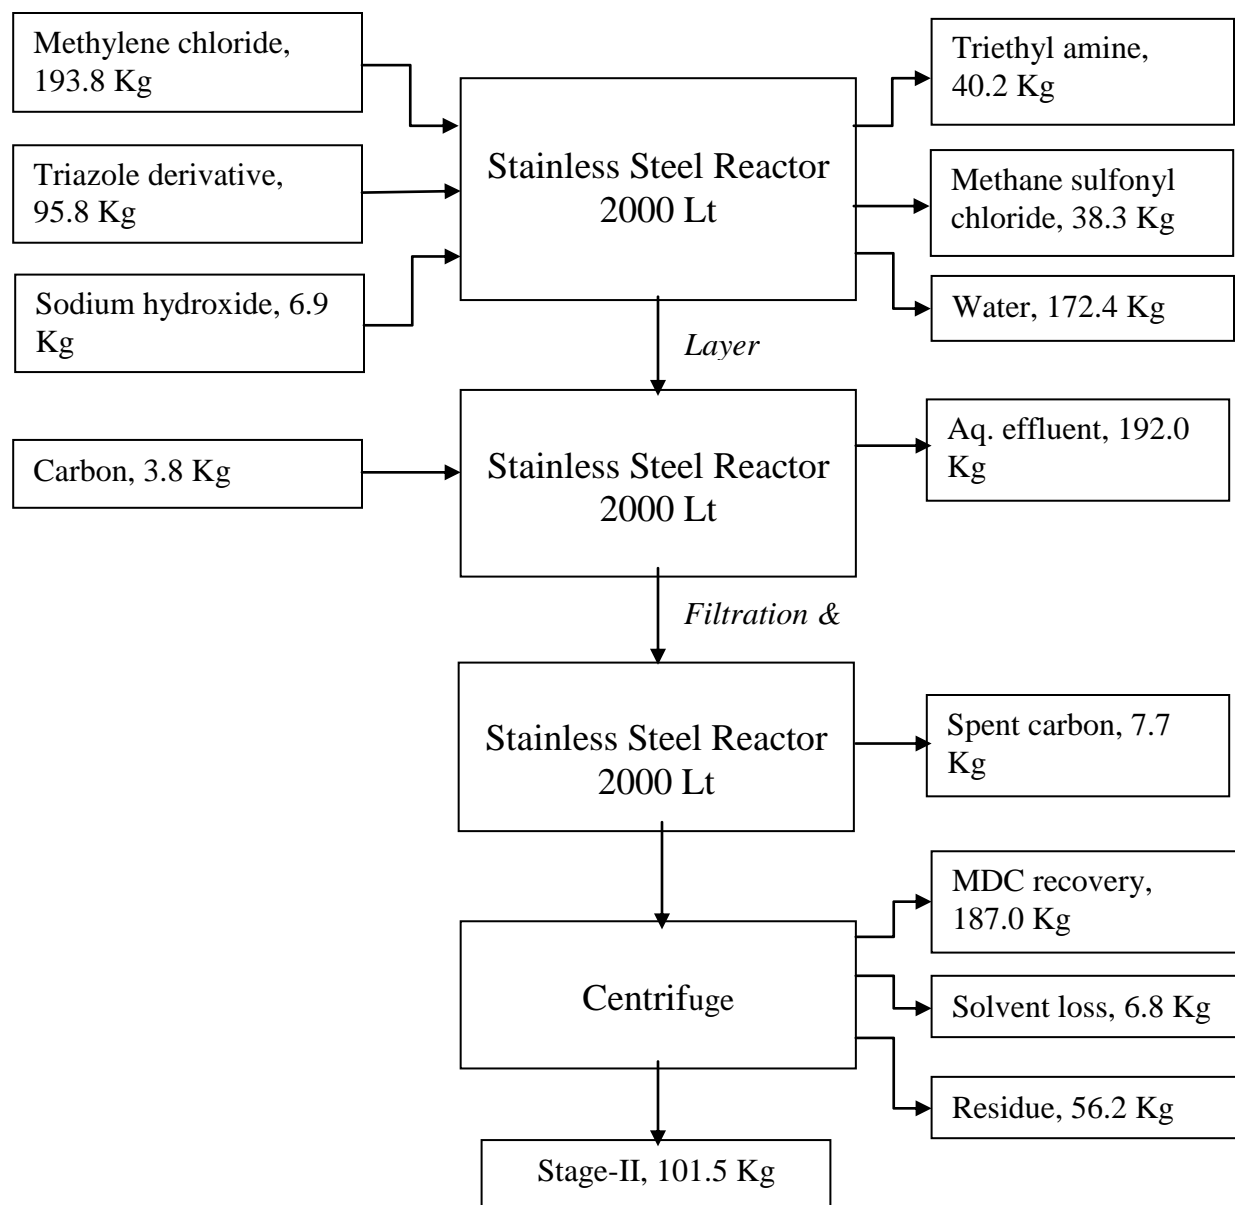 Methylene chloride,
193.8 Kg
Triethyl amine,
40.2 Kg
Stainless Steel Reactor
2000 Lt
Triazole derivative,
95.8 Kg
Methane sulfonyl
chloride, 38.3 Kg
Sodium hydroxide, 6.9
Kg
Water, 172.4 Kg
Layer
Carbon, 3.8 Kg
Stainless Steel Reactor
2000 Lt
Aq. effluent, 192.0
Kg
Filtration &
Stainless Steel Reactor
2000 Lt
Spent carbon, 7.7
Kg
MDC recovery,
187.0 Kg
Centrifuge
Solvent loss, 6.8 Kg
Residue, 56.2 Kg
Stage-II, 101.5 Kg